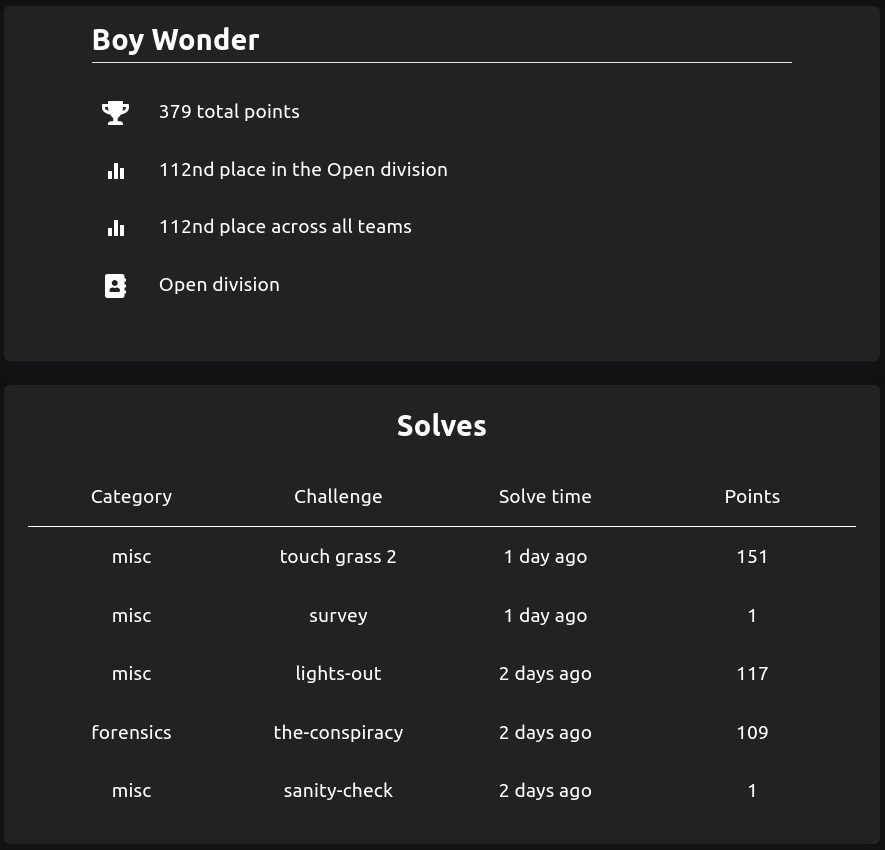 Boy Wonder
379 total points
112nd place in the Open division
112nd place across all teams
Open division
Solves
Category Challenge Solve time Points
misc touch grass 2 1 day ago 151
misc survey 1 day ago 1
misc lights-out 2 days ago 117
forensics the-conspiracy 2 days ago 109
misc sanity-check 2 days ago 1